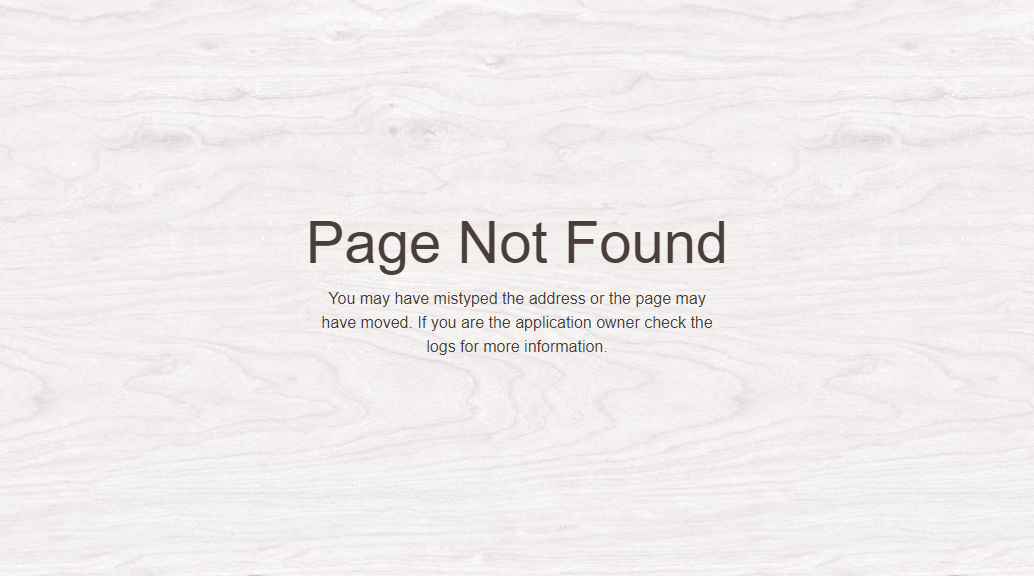 Page Not Found
You may have mistyped the address or the page may
have moved. If you are the application owner check the
logs for more information.